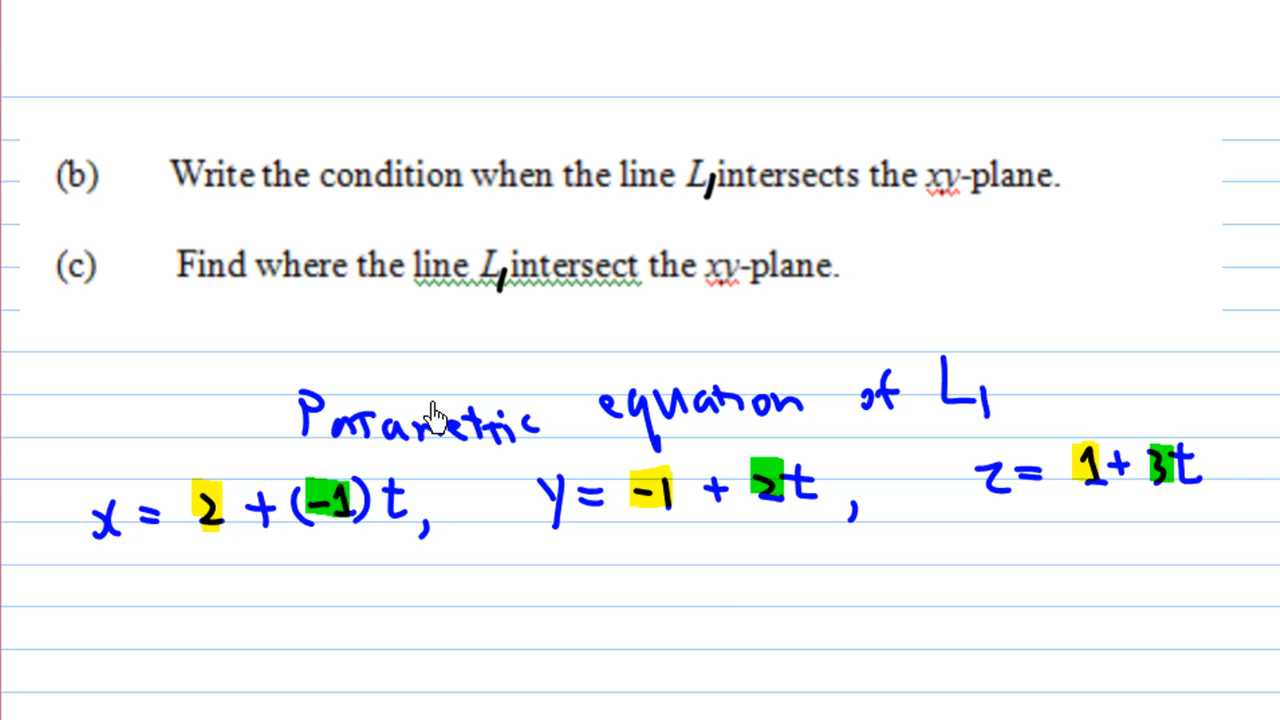 (b) Write the condition when the line L1 intersects the xy-plane.
(c) Find where the line L1 intersect the xy-plane.
Parametric equation of L1
x = 2 + (-1)t, y = -1 + 2t, z = 1 + 3t